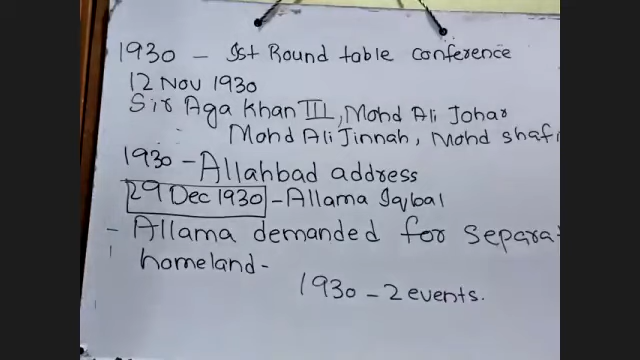 1930 - Ist Round table conference
12 Nov 1930
Sir Aga Khan III, Mohd Ali Johar
Mohd Ali Jinnah, Mohd shafi
1930 - Allahbad address
29 Dec 1930 - Allama Iqbal
- Allama demanded for separat
homeland -
1930 - 2 events.